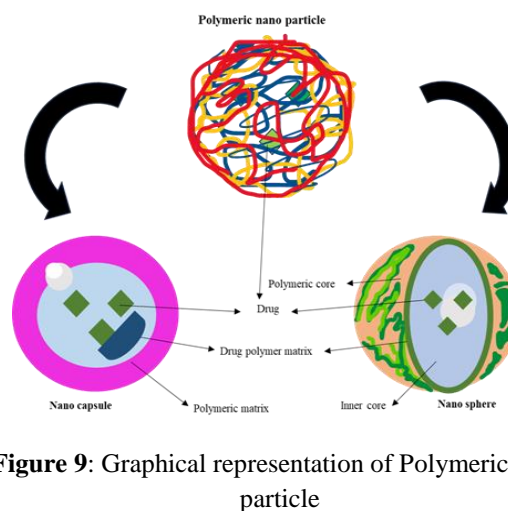 Polymeric nano particle
Polymeric core
Drug
Drug polymer matrix
Nano capsule
Polymeric matrix
Inner core
Nano sphere
Figure 9: Graphical representation of Polymeric
particle